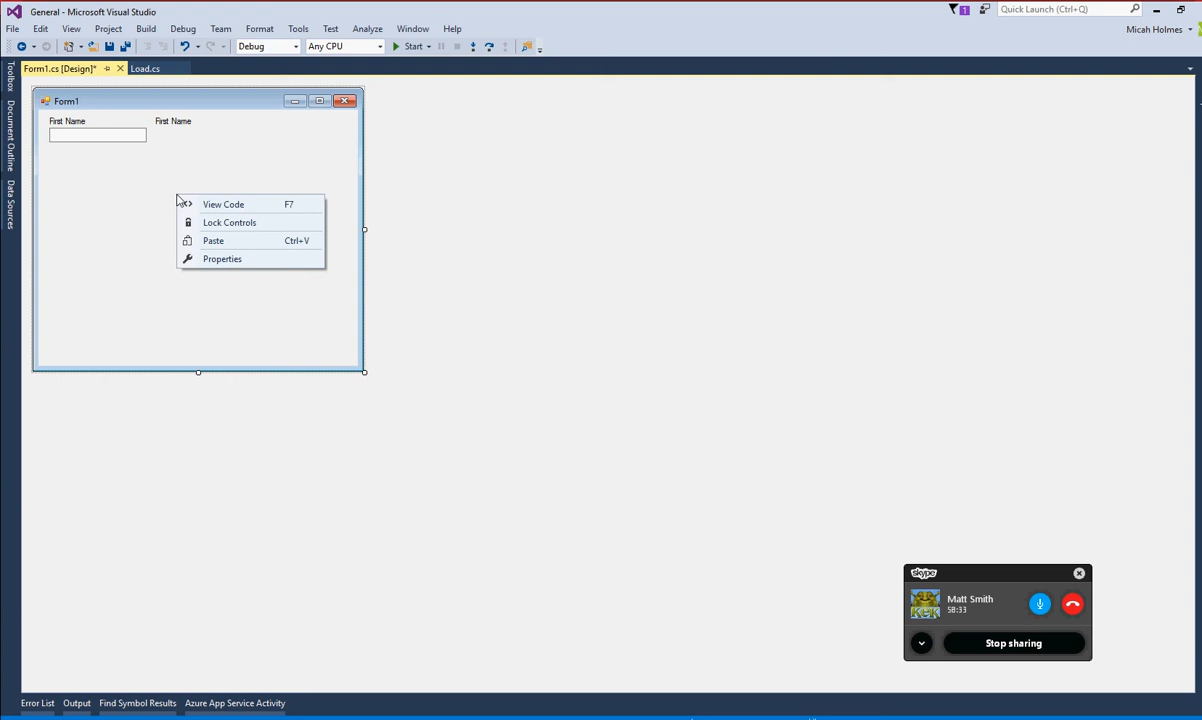 General - Microsoft Visual Studio
1
Quick Launch (Ctrl+Q)
File Edit View Project Build Debug Team Format Tools Test Analyze Window Help
Micah Holmes
Debug Any CPU Start
Form1.cs [Design]* Load.cs
Toolbox
Document Outline
Data Sources
Form1
First Name First Name
View Code F7
Lock Controls
Paste Ctrl+V
Properties
skype
Matt Smith
58:33
KEK
Stop sharing
Error List Output Find Symbol Results Azure App Service Activity